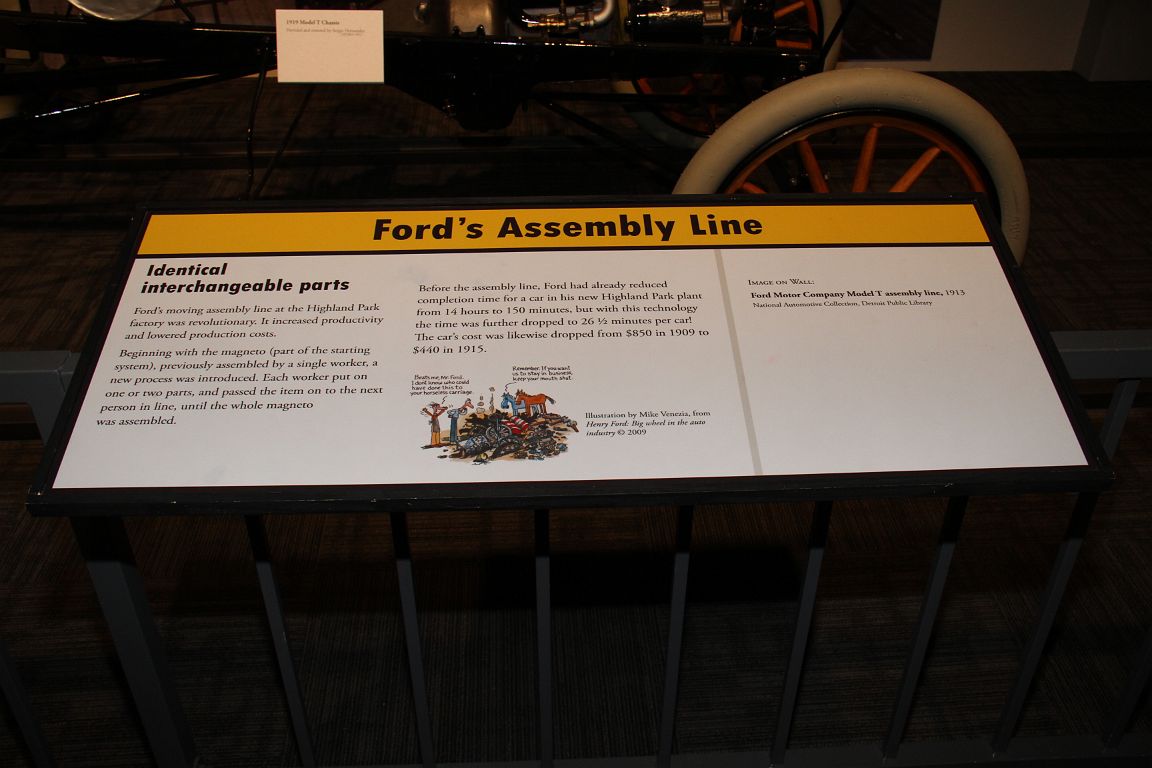 1919 Model T Chassis
Provided and restored by
Ford's Assembly Line
Identical
interchangeable parts
Ford's moving assembly line at the Highland Park
factory was revolutionary. It increased productivity
and lowered production costs.
Beginning with the magneto (part of the starting
system), previously assembled by a single worker, a
new process was introduced. Each worker put on
one or two parts, and passed the item on to the next
person in line, until the whole magneto
was assembled.
Before the assembly line, Ford had already reduced
completion time for a car in his new Highland Park plant
from 14 hours to 150 minutes, but with this technology
the time was further dropped to 26 ½ minutes per car!
The car's cost was likewise dropped from $850 in 1909 to
$440 in 1915.
Beats me, Mr. Ford.
I don't know who could
have done this to
your horseless carriage.
Remember. If you want
us to stay in business,
keep your mouth shut.
Illustration by Mike Venezia, from
Henry Ford: Big wheel in the auto
industry © 2009
Image on Wall:
Ford Motor Company Model T assembly line, 1913
National Automotive Collection, Detroit Public Library